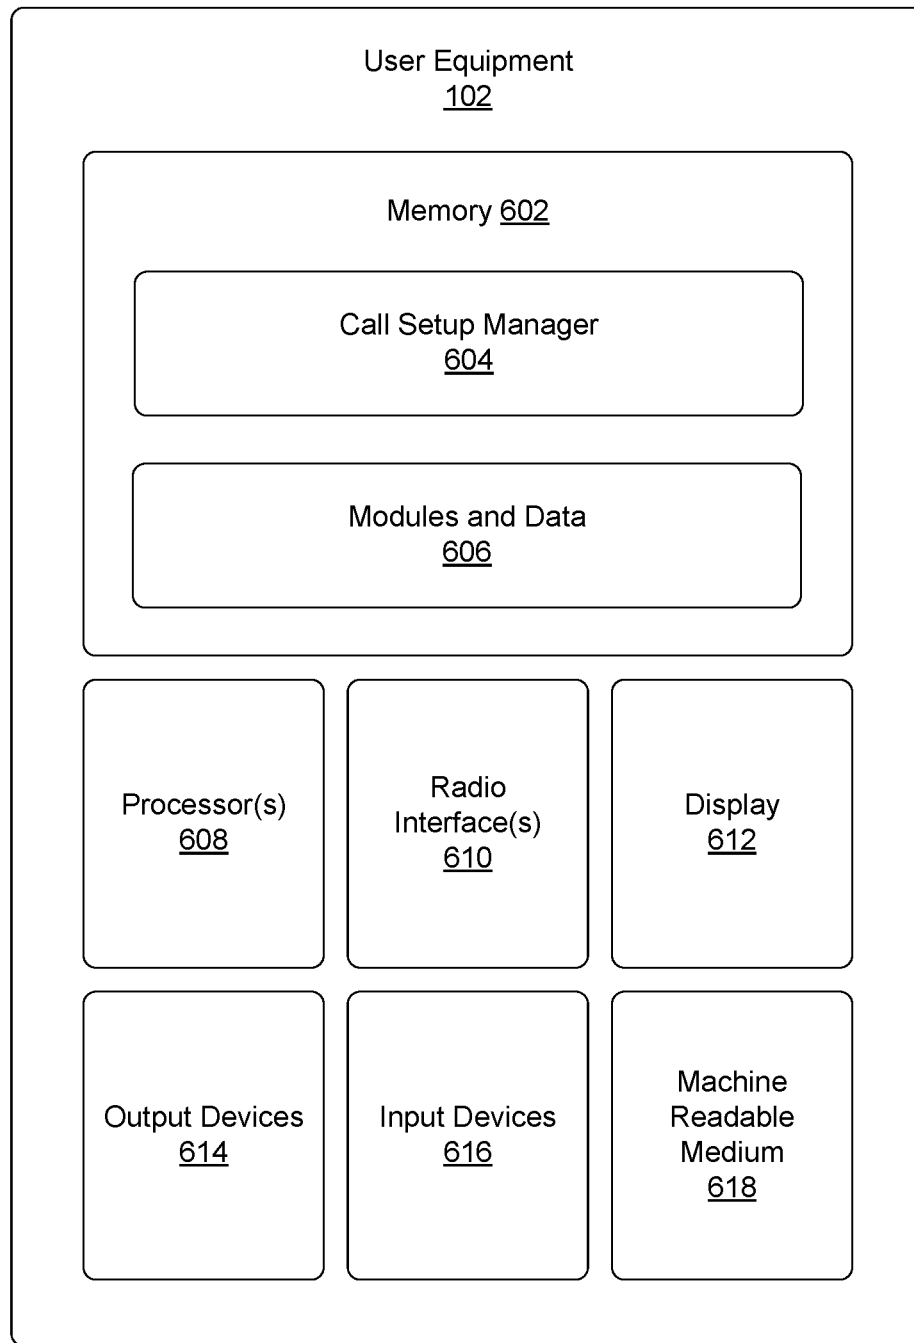 User Equipment
102
Memory 602
Call Setup Manager
604
Modules and Data
606
Processor(s)
608
Radio
Interface(s)
610
Display
612
Output Devices
614
Input Devices
616
Machine
Readable
Medium
618